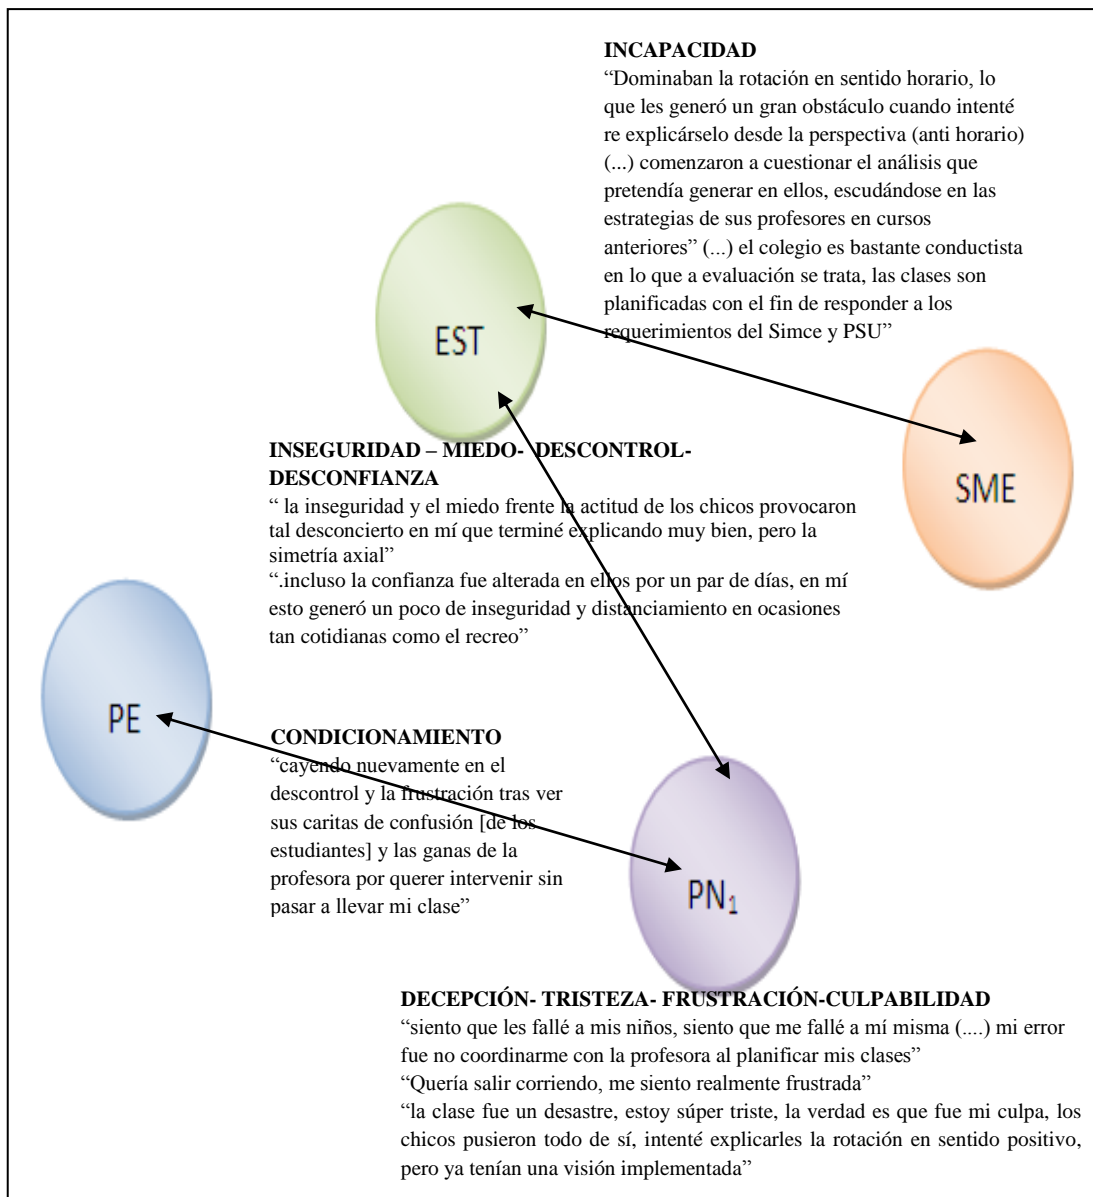 INCAPACIDAD
“Dominaban la rotación en sentido horario, lo
que les generó un gran obstáculo cuando intenté
re explicárselo desde la perspectiva (anti horario)
(...) comenzaron a cuestionar el análisis que
pretendía generar en ellos, escudándose en las
estrategias de sus profesores en cursos
anteriores” (...) el colegio es bastante conductista
en lo que a evaluación se trata, las clases son
planificadas con el fin de responder a los
requerimientos del Simce y PSU”
EST
SME
INSEGURIDAD – MIEDO- DESCONTROL-
DESCONFIANZA
“ la inseguridad y el miedo frente la actitud de los chicos provocaron
tal desconcierto en mí que terminé explicando muy bien, pero la
simetría axial”
“.incluso la confianza fue alterada en ellos por un par de días, en mí
esto generó un poco de inseguridad y distanciamiento en ocasiones
tan cotidianas como el recreo”
PE
CONDICIONAMIENTO
“cayendo nuevamente en el
descontrol y la frustración tras ver
sus caritas de confusión [de los
estudiantes] y las ganas de la
profesora por querer intervenir sin
pasar a llevar mi clase”
PN₁
DECEPCIÓN- TRISTEZA- FRUSTRACIÓN-CULPABILIDAD
“siento que les fallé a mis niños, siento que me fallé a mí misma (....) mi error
fue no coordinarme con la profesora al planificar mis clases”
“Quería salir corriendo, me siento realmente frustrada”
“la clase fue un desastre, estoy súper triste, la verdad es que fue mi culpa, los
chicos pusieron todo de sí, intenté explicarles la rotación en sentido positivo,
pero ya tenían una visión implementada”